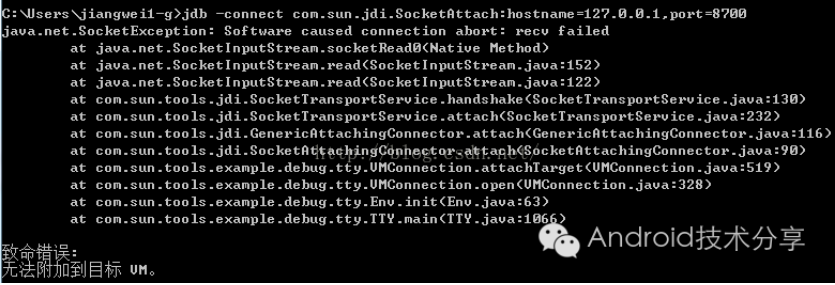 C:\Users\jiangwei1-g>jdb -connect com.sun.jdi.SocketAttach:hostname=127.0.0.1,port=8700
java.net.SocketException: Software caused connection abort: recv failed
at java.net.SocketInputStream.socketRead0(Native Method)
at java.net.SocketInputStream.read(SocketInputStream.java:152)
at java.net.SocketInputStream.read(SocketInputStream.java:122)
at com.sun.tools.jdi.SocketTransportService.handshake(SocketTransportService.java:130)
at com.sun.tools.jdi.SocketTransportService.attach(SocketTransportService.java:232)
at com.sun.tools.jdi.GenericAttachingConnector.attach(GenericAttachingConnector.java:116)
at com.sun.tools.jdi.SocketAttachingConnector.attach(SocketAttachingConnector.java:90)
http://blog.csdn.net/
at com.sun.tools.example.debug.tty.VMConnection.attachTarget(VMConnection.java:519)
at com.sun.tools.example.debug.tty.VMConnection.open(VMConnection.java:328)
at com.sun.tools.example.debug.tty.Env.init(Env.java:63)
at com.sun.tools.example.debug.tty.TTY.main(TTY.java:1066)
Android技术分享
致命错误:
无法附加到目标 VM。